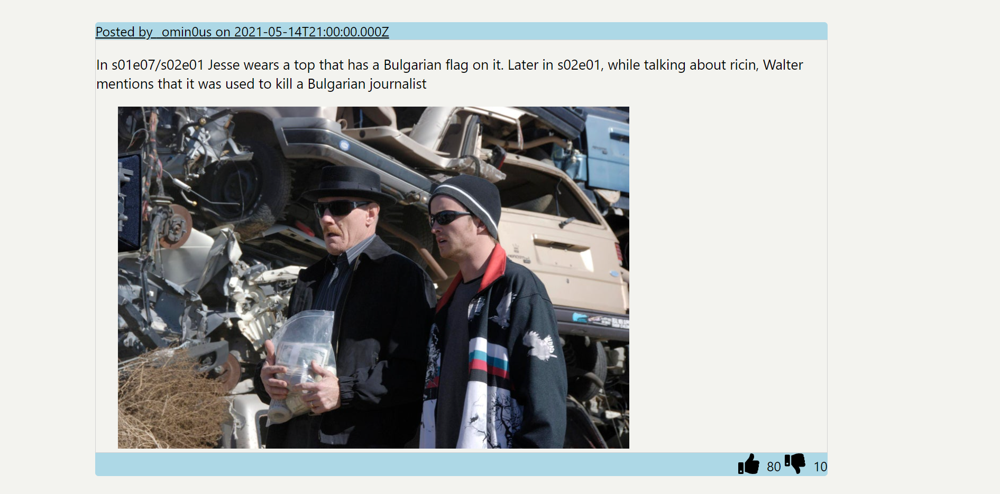 Posted by _omin0us on 2021-05-14T21:00:00.000Z
In s01e07/s02e01 Jesse wears a top that has a Bulgarian flag on it. Later in s02e01, while talking about ricin, Walter
mentions that it was used to kill a Bulgarian journalist
80 10